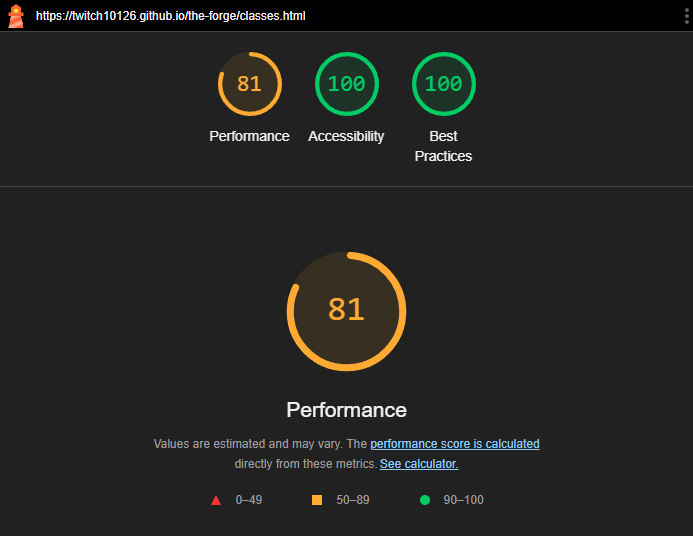 https://twitch10126.github.io/the-forge/classes.html
81 100 100
Performance Accessibility Best
Practices
81
Performance
Values are estimated and may vary. The performance score is calculated
directly from these metrics. See calculator.
0–49 50–89 90–100